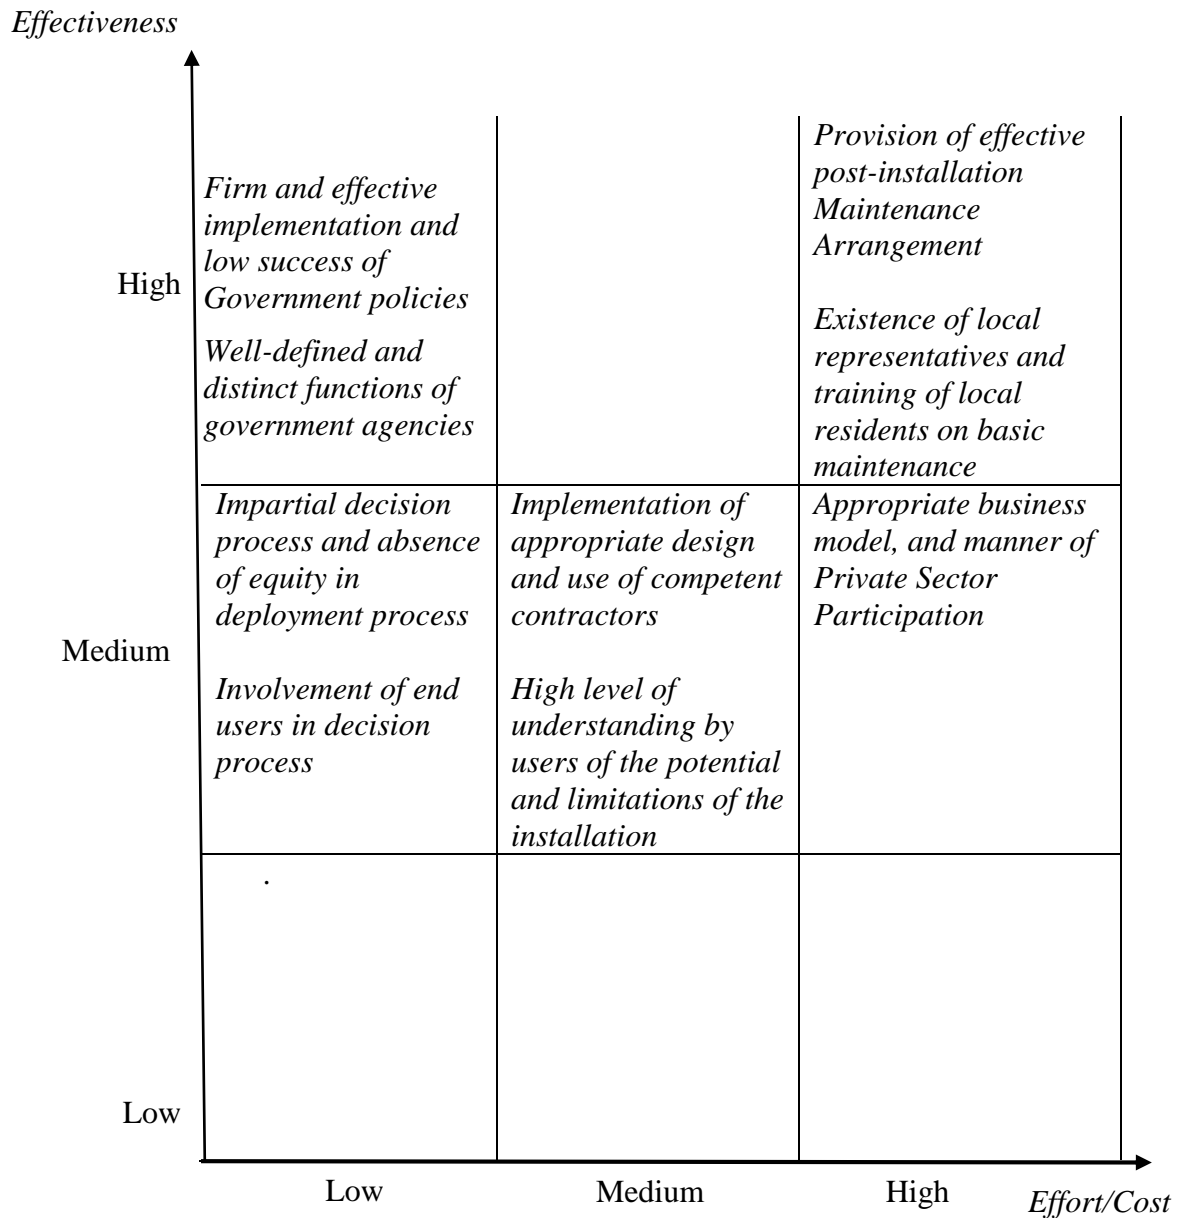 Effectiveness
High
Firm and effective
implementation and
low success of
Government policies
Well-defined and
distinct functions of
government agencies
Provision of effective
post-installation
Maintenance
Arrangement
Existence of local
representatives and
training of local
residents on basic
maintenance
Medium
Impartial decision
process and absence
of equity in
deployment process
Involvement of end
users in decision
process
Implementation of
appropriate design
and use of competent
contractors
High level of
understanding by
users of the potential
and limitations of the
installation
Appropriate business
model, and manner of
Private Sector
Participation
.
Low
Low
Medium
High
Effort/Cost